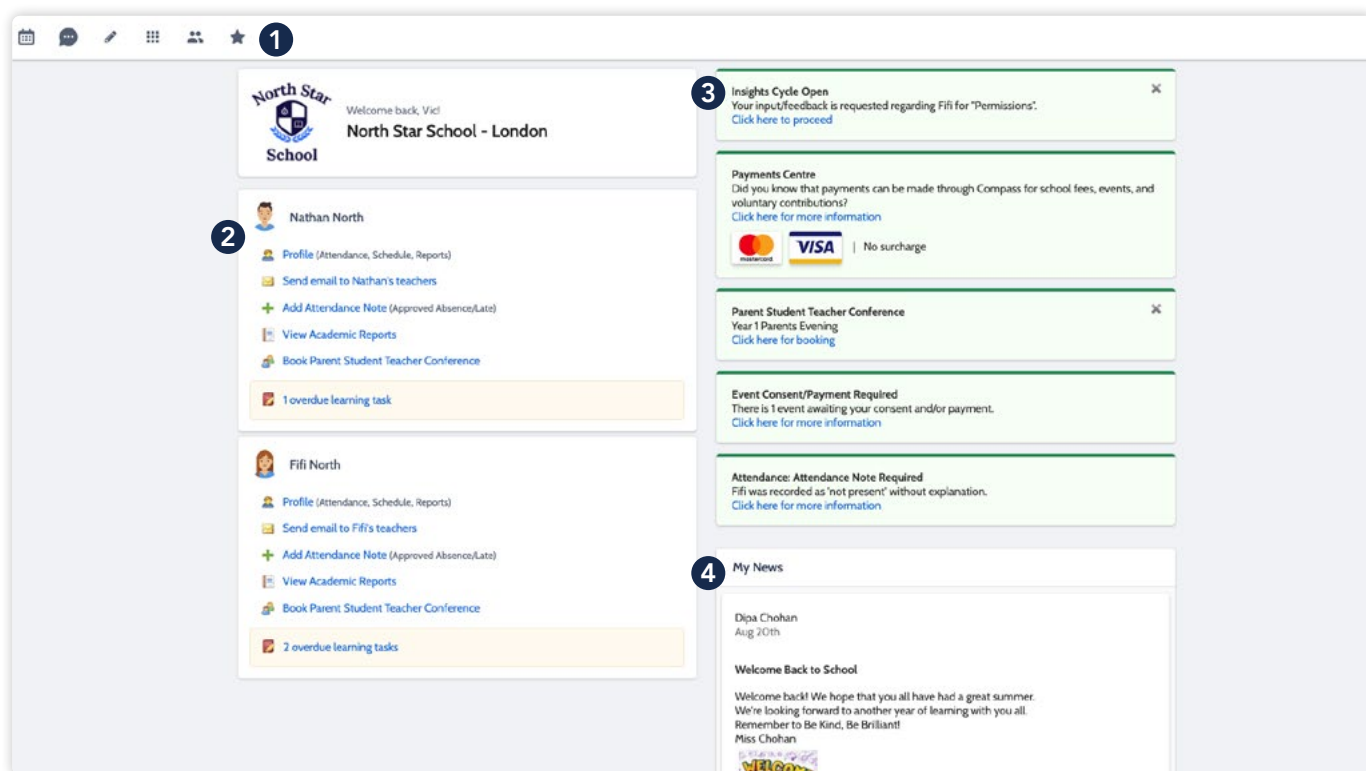 1
North Star
School
Welcome back, Vic!
North Star School - London
2
Nathan North
Profile (Attendance, Schedule, Reports)
Send email to Nathan's teachers
Add Attendance Note (Approved Absence/Late)
View Academic Reports
Book Parent Student Teacher Conference
1 overdue learning task
Fifi North
Profile (Attendance, Schedule, Reports)
Send email to Fifi's teachers
Add Attendance Note (Approved Absence/Late)
View Academic Reports
Book Parent Student Teacher Conference
2 overdue learning tasks
3
Insights Cycle Open
Your input/feedback is requested regarding Fifi for "Permissions".
Click here to proceed
Payments Centre
Did you know that payments can be made through Compass for school fees, events, and
voluntary contributions?
Click here for more information
mastercard
VISA
| No surcharge
Parent Student Teacher Conference
Year 1 Parents Evening
Click here for booking
Event Consent/Payment Required
There is 1 event awaiting your consent and/or payment.
Click here for more information
Attendance: Attendance Note Required
Fifi was recorded as 'not present' without explanation.
Click here for more information
4
My News
Dipa Chohan
Aug 20th
Welcome Back to School
Welcome back! We hope that you all have had a great summer.
We're looking forward to another year of learning with you all.
Remember to Be Kind, Be Brilliant!
Miss Chohan
WELCOME